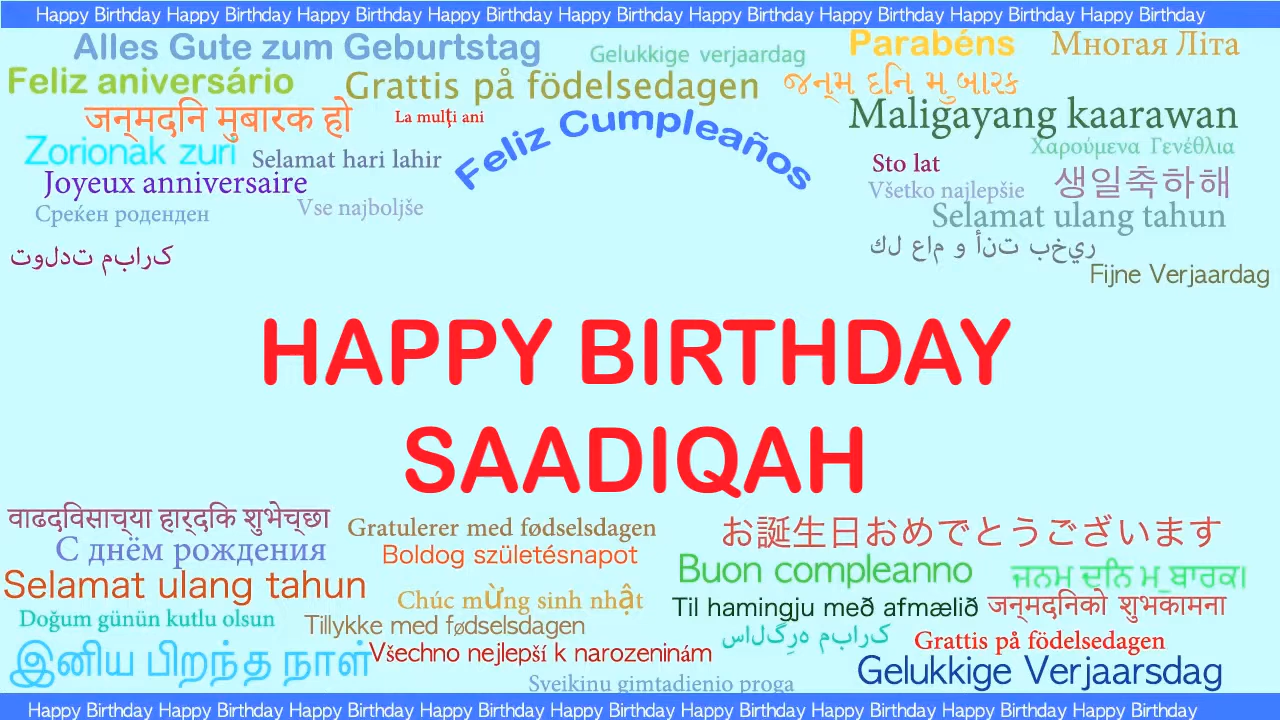 Happy Birthday Happy Birthday Happy Birthday Happy Birthday Happy Birthday Happy Birthday Happy Birthday Happy Birthday Happy Birthday
Alles Gute zum Geburtstag
Gelukkige verjaardag
Parabéns
Многая Літа
Feliz aniversário
Grattis på födelsedagen
જન્મ દિન મુબારક
जन्मदिन मुबारक हो
La mulţi ani
Feliz Cumpleaños
Maligayang kaarawan
Zorionak zuri
Selamat hari lahir
Χαρούμενα Γενέθλια
Sto lat
Joyeux anniversaire
Všetko najlepšie
생일축하해
Среќен роденден
Vse najboljše
Selamat ulang tahun
تولدت مبارک
كل عام و أنت بخير
Fijne Verjaardag
HAPPY BIRTHDAY
SAADIQAH
वाढदिवसाच्या हार्दिक शुभेच्छा
Gratulerer med fødselsdagen
お誕生日おめでとうございます
С днём рождения
Boldog születésnapot
Buon compleanno
ਜਨਮ ਦਿਨ ਮੁਬਾਰਕ।
Selamat ulang tahun
Chúc mừng sinh nhật
Til hamingju með afmælið
जन्मदिनको शुभकामना
Doğum günün kutlu olsun
Tillykke med fødselsdagen
سالگرہ مبارک
Grattis på födelsedagen
இனிய பிறந்த நாள்
Všechno nejlepší k narozeninám
Gelukkige Verjaarsdag
Sveikinu gimtadienio proga
Happy Birthday Happy Birthday Happy Birthday Happy Birthday Happy Birthday Happy Birthday Happy Birthday Happy Birthday Happy Birthday